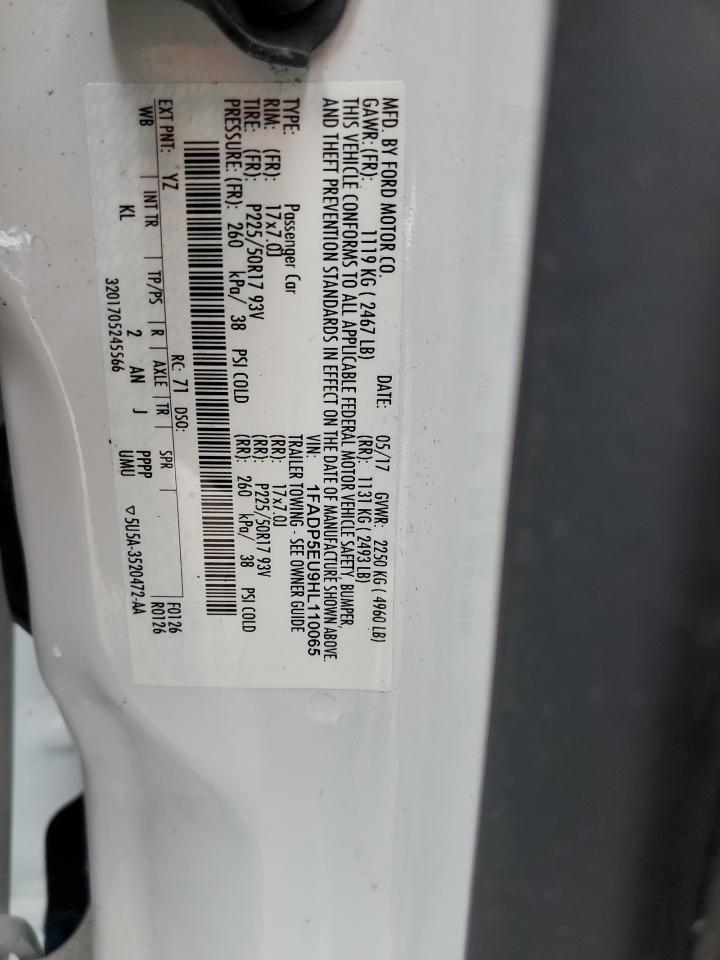 MFD. BY FORD MOTOR CO.
DATE: 05/17 GVWR: 2250 KG ( 4960 LB)
GAWR: (FR): 1119 KG ( 2467 LB) (RR): 1131 KG ( 2493 LB)
THIS VEHICLE CONFORMS TO ALL APPLICABLE FEDERAL MOTOR VEHICLE SAFETY, BUMPER,
AND THEFT PREVENTION STANDARDS IN EFFECT ON THE DATE OF MANUFACTURE SHOWN ABOVE.
VIN: 1FADP5EU9HL110065
TYPE: Passenger Car TRAILER TOWING - SEE OWNER GUIDE
RIM: (FR): 17x7.0J (RR): 17x7.0J
TIRE: (FR): P225/50R17 93V (RR): P225/50R17 93V
PRESSURE: (FR): 260 kPa/ 38 PSI COLD (RR): 260 kPa/ 38 PSI COLD
F0126
R0126
EXT PNT: YZ RC: 71 DSO:
WB INT TR TP/PS R AXLE TR SPR
KL 2 AN J PPPP
UMU
3201705245566 ▽5U5A-3520472-AA